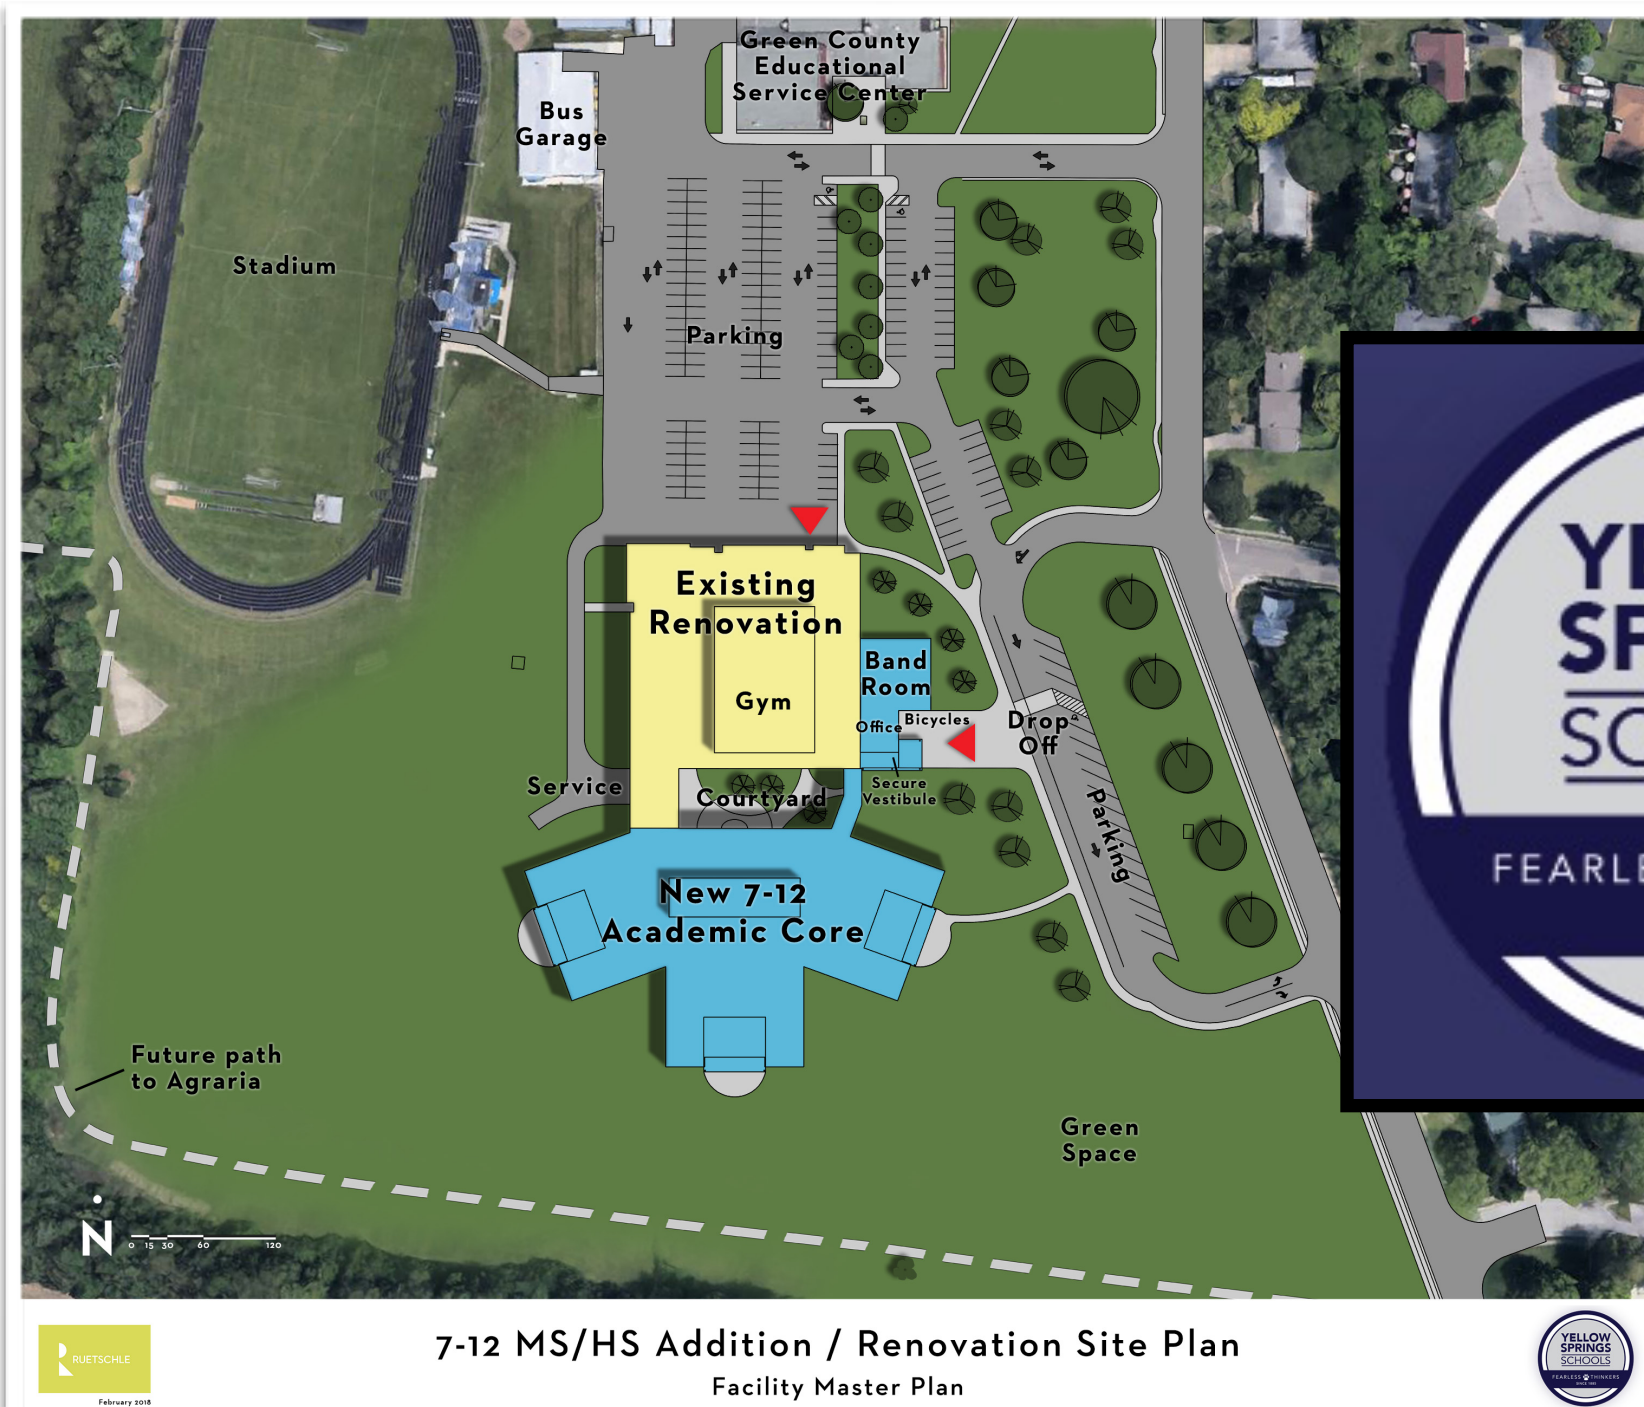 Green County
Educational
Service Center
Bus
Garage
Stadium
Parking
Existing
Renovation
Gym
Band
Room
Office
Bicycles
Drop
Off
Secure
Vestibule
Service
Courtyard
Parking
New 7-12
Academic Core
Future path
to Agraria
Green
Space
N
0 15 30 60 120
SC
FEARLE
7-12 MS/HS Addition / Renovation Site Plan
Facility Master Plan
RUETSCHLE
February 2018
YELLOW
SPRINGS
SCHOOLS
FEARLESS THINKERS